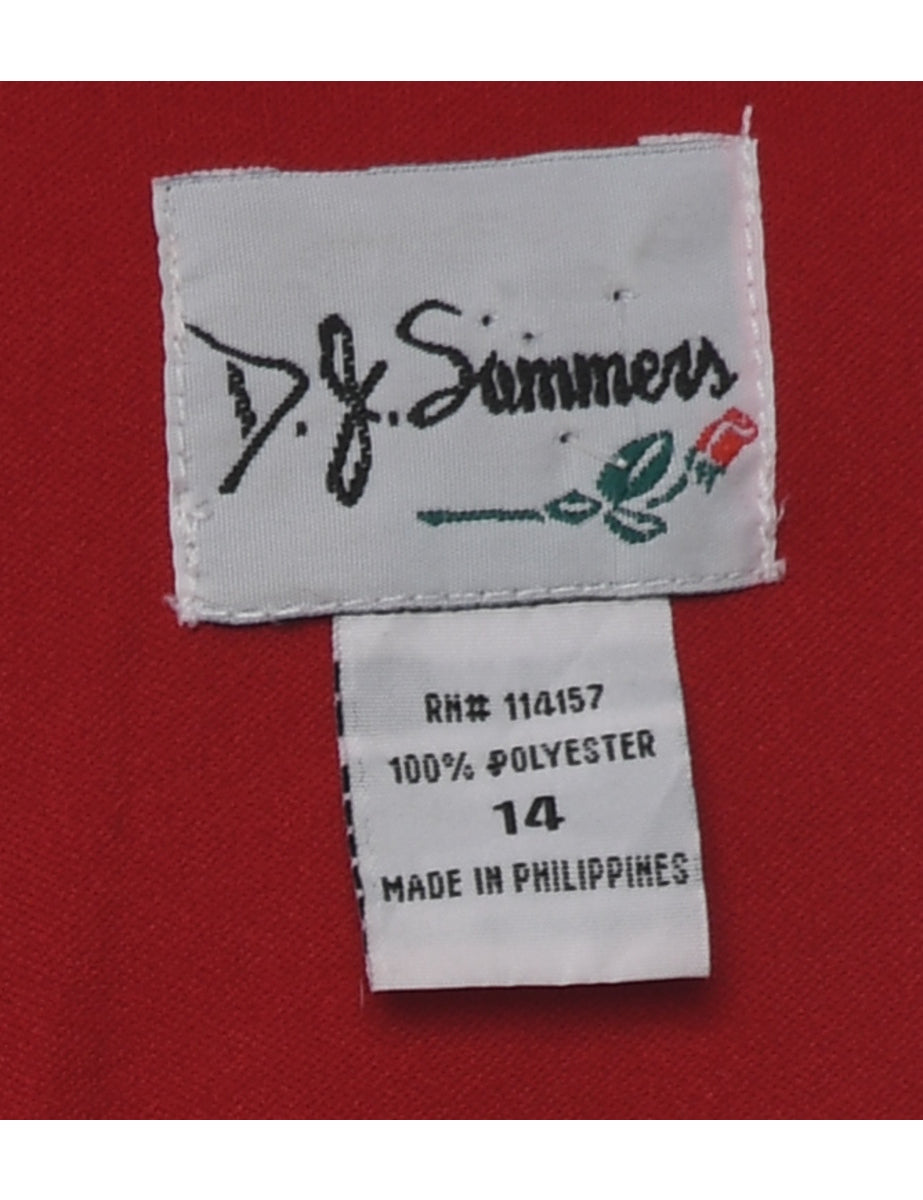 D.J. Summers
RN# 114157
100% POLYESTER
14
MADE IN PHILIPPINES